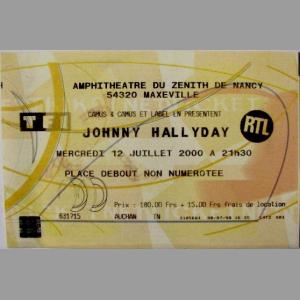 AMPHITHEATRE DU ZENITH DE NANCY
54320 MAXEVILLE
CAMUS & CAMUS ET LABEL EN PRESENTENT
TF1
JOHNNY HALLYDAY
RTL
MERCREDI 12 JUILLET 2000 A 21H30
PLACE DEBOUT NON NUMEROTEE
Prix : 180.00 Frs + 15.00 Frs frais de location
631715 AUCHAN TN